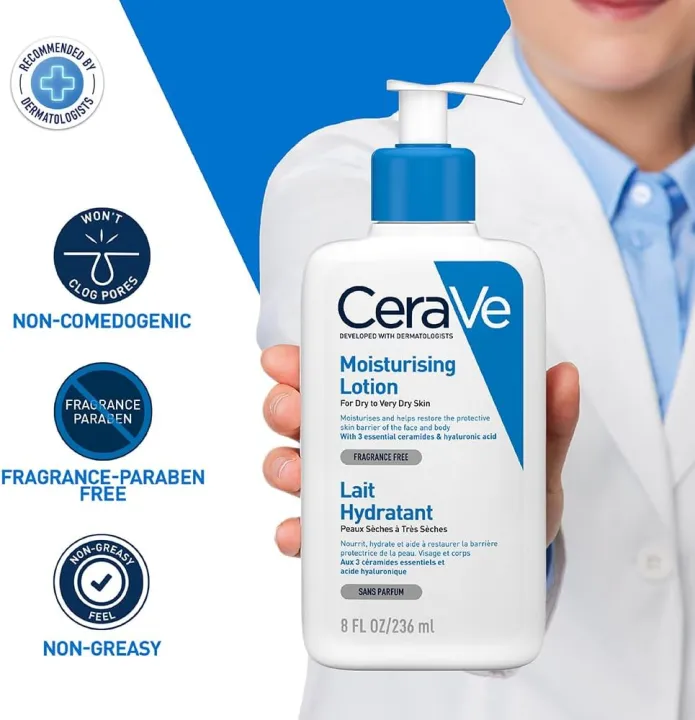 RECOMMENDED BY
DERMATOLOGISTS
WON'T
CLOG PORES
NON-COMEDOGENIC
FRAGRANCE
PARABEN
FRAGRANCE-PARABEN
FREE
NON-GREASY
FEEL
NON-GREASY
CeraVe
DEVELOPED WITH DERMATOLOGISTS
Moisturising
Lotion
For Dry to Very Dry Skin
Moisturises and helps restore the protective
skin barrier of the face and body
With 3 essential ceramides & hyaluronic acid
FRAGRANCE FREE
Lait
Hydratant
Peaux Sèches à Très Sèches
Nourrit, hydrate et aide à restaurer la barrière
protectrice de la peau. Visage et corps
Aux 3 céramides essentiels et
acide hyaluronique
SANS PARFUM
8 FL OZ/236 ml